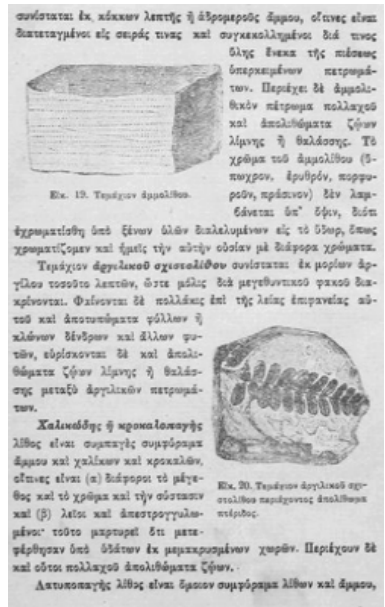 συνίσταται ἐκ κόκκων λεπτῆς ἢ ἁδρομεροῦς ἄμμου, οἵτινες εἶναι
διατεταγμένοι εἰς σειράς τινας καὶ συγκεκολλημένοι διά τινος
ὕλης ἕνεκα τῆς πιέσεως
ὑπερκειμένων πετρωμά-
των. Περιέχει δὲ ἀμμολι-
θικὸν πέτρωμα πολλαχοῦ
καὶ ἀπολιθώματα ζῴων
λίμνης ἢ θαλάσσης. Τὸ
χρῶμα τοῦ ἀμμολίθου (ὕ-
πωχρον, ἐρυθρόν, πορφυ-
ροῦν, πράσινον) δὲν λαμ-
βάνεται ὑπ' ὄψιν, διότι
Εἰκ. 19. Τεμάχιον ἀμμολίθου.
ἐχρωματίσθη ὑπὸ ξένων ὑλῶν διαλελυμένων εἰς τὸ ὕδωρ, ὅπως
χρωματίζομεν καὶ ἡμεῖς τὴν αὐτὴν οὐσίαν μὲ διάφορα χρώματα.
Τεμάχιον ἀργιλικοῦ σχιστολίθου συνίσταται ἐκ μορίων ἀρ-
γίλου τοσοῦτο λεπτῶν, ὥστε μόλις διὰ μεγεθυντικοῦ φακοῦ δια-
κρίνονται. Φαίνονται δὲ πολλάκις ἐπὶ τῆς λείας ἐπιφανείας αὐ-
τοῦ καὶ ἀποτυπώματα φύλλων ἢ
κλώνων δένδρων καὶ ἄλλων φυ-
τῶν, εὑρίσκονται δὲ καὶ ἀπολι-
θώματα ζῴων λίμνης ἢ θαλάσ-
σης μεταξὺ ἀργιλικῶν πετρωμά-
των.
Χαλικώδης ἢ κροκαλοπαγὴς
λίθος εἶναι συμπαγὲς συμφύραμα
ἄμμου καὶ χαλίκων καὶ κροκαλῶν,
οἵτινες εἶναι (α) διάφοροι τὸ μέγε-
θος καὶ τὸ χρῶμα καὶ τὴν σύστασιν
καὶ (β) λεῖοι καὶ ἀπεστρογγυλω-
μένοι· τοῦτο μαρτυρεῖ ὅτι μετε-
Εἰκ. 20. Τεμάχιον ἀργιλικοῦ σχι-
στολίθου περιέχοντος ἀπολίθωμα
πτέριδος.
φέρθησαν ὑπὸ ὑδάτων ἐκ μεμακρυσμένων χωρῶν. Περιέχουν δὲ
καὶ οὗτοι πολλαχοῦ ἀπολιθώματα ζῴων.
Λατυποπαγὴς λίθος εἶναι ὅμοιον συμφύραμα λίθων καὶ ἄμμου,